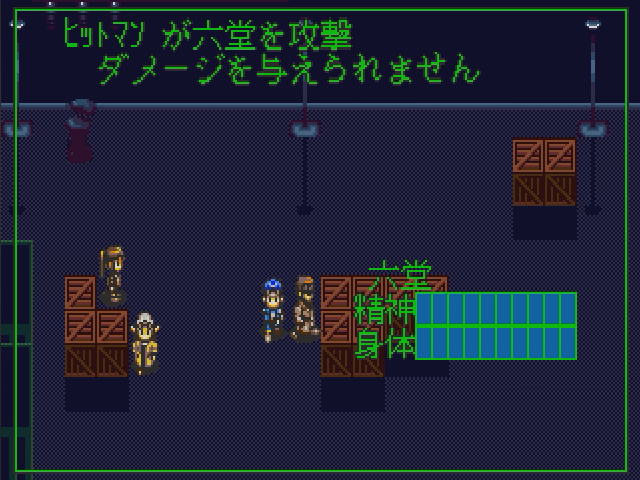 ﾋｯﾄﾏﾝ が六堂を攻撃
ダメージを与えられません
六堂
精神
身体